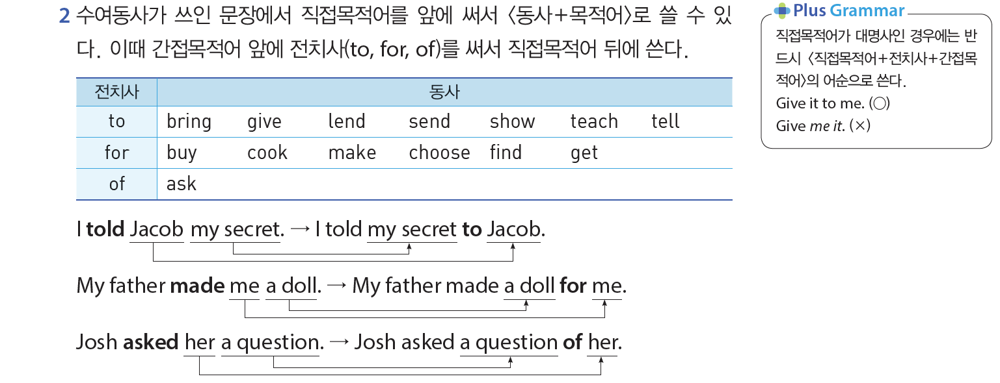 2 수여동사가 쓰인 문장에서 직접목적어를 앞에 써서 〈동사+목적어〉로 쓸 수 있
다. 이때 간접목적어 앞에 전치사(to, for, of)를 써서 직접목적어 뒤에 쓴다.
전치사 동사
to bring give lend send show teach tell
for buy cook make choose find get
of ask
I told Jacob my secret. → I told my secret to Jacob.
My father made me a doll. → My father made a doll for me.
Josh asked her a question. → Josh asked a question of her.
Plus Grammar
직접목적어가 대명사인 경우에는 반
드시 〈직접목적어+전치사+간접목
적어〉의 어순으로 쓴다.
Give it to me. (○)
Give me it. (×)